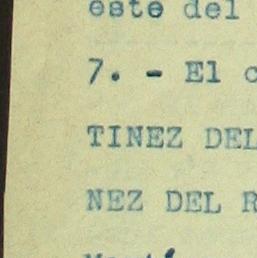 este del
7. - El c
TINEZ DEL
NEZ DEL R